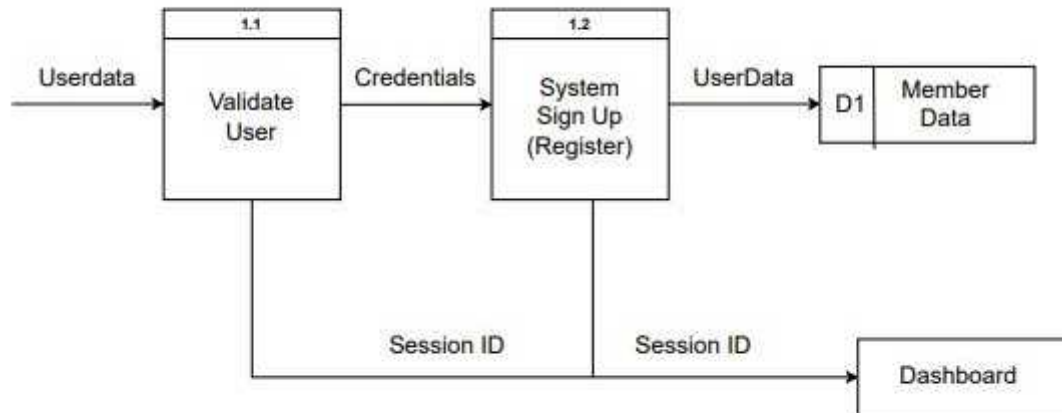 1.1
1.2
Userdata
Validate
User
Credentials
System
Sign Up
(Register)
UserData
D1
Member
Data
Session ID
Session ID
Dashboard